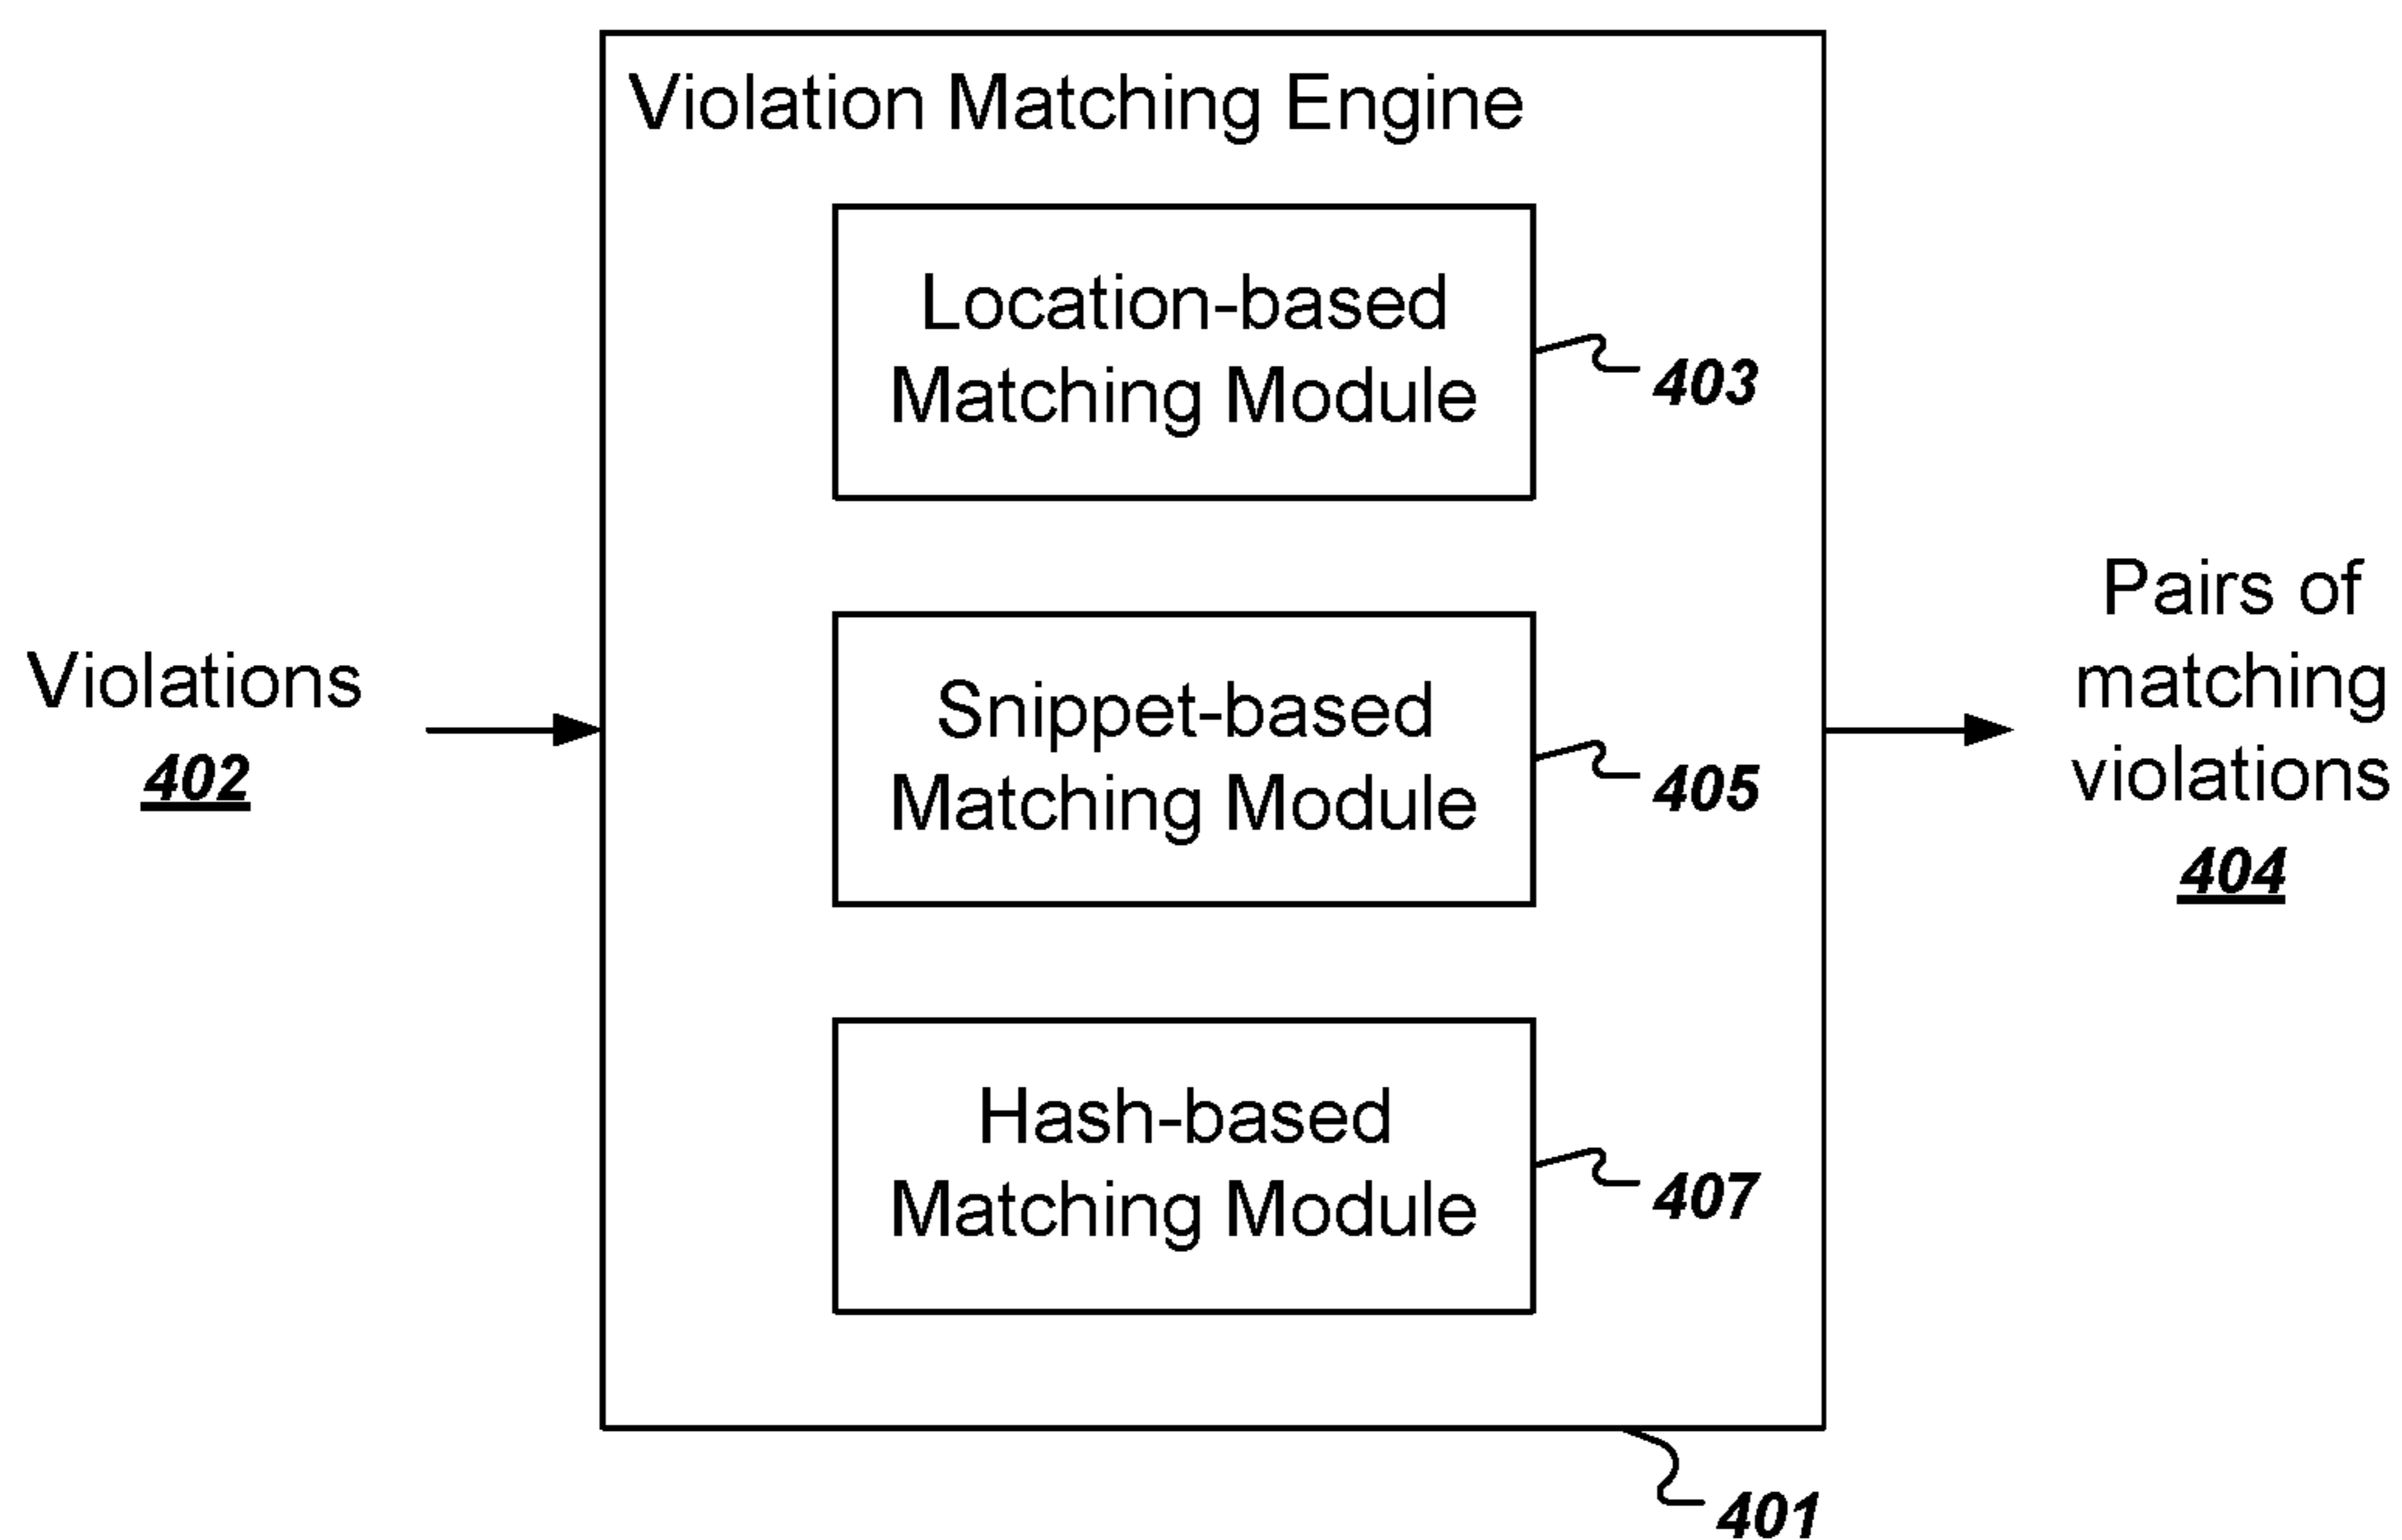 Violation Matching Engine
Location-based
Matching Module
403
Snippet-based
Matching Module
405
Hash-based
Matching Module
407
401
Violations
402
Pairs of
matching
violations
404